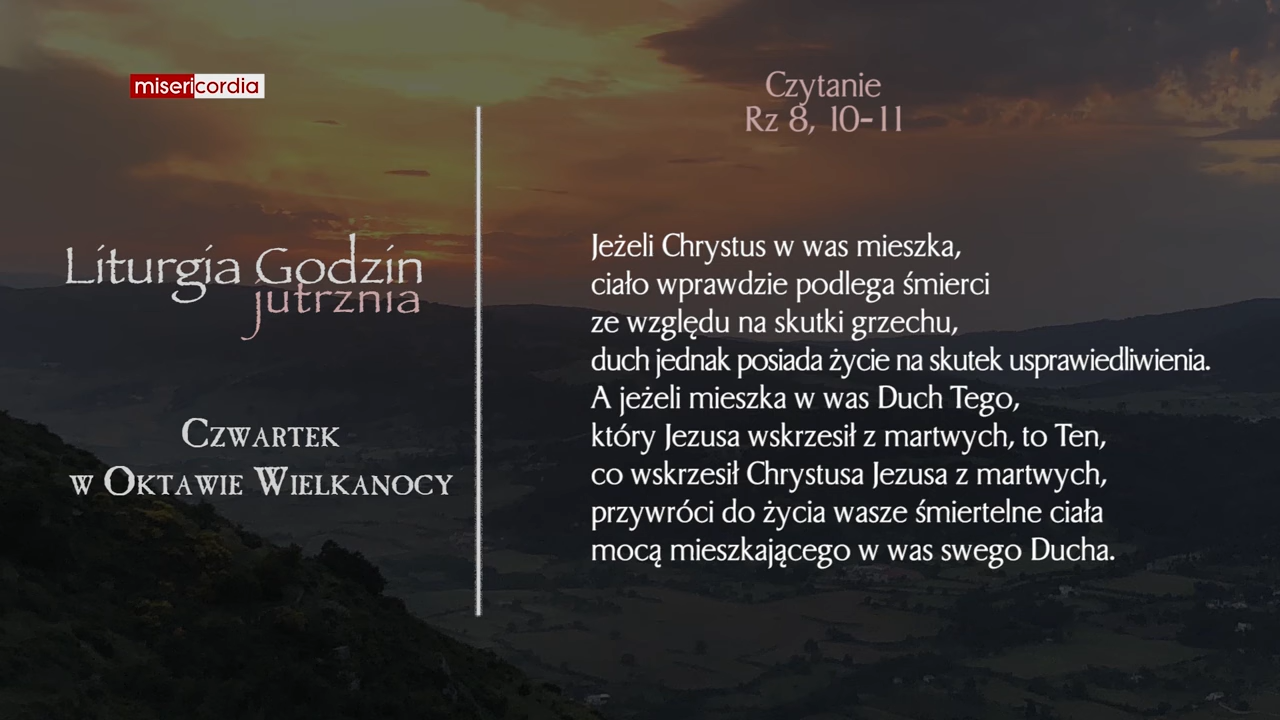 misericordia
Liturgia Godzin
jutrznia
Czwartek
w Oktawie Wielkanocy
Czytanie
Rz 8, 10-11
Jeżeli Chrystus w was mieszka,
ciało wprawdzie podlega śmierci
ze względu na skutki grzechu,
duch jednak posiada życie na skutek usprawiedliwienia.
A jeżeli mieszka w was Duch Tego,
który Jezusa wskrzesił z martwych, to Ten,
co wskrzesił Chrystusa Jezusa z martwych,
przywróci do życia wasze śmiertelne ciała
mocą mieszkającego w was swego Ducha.